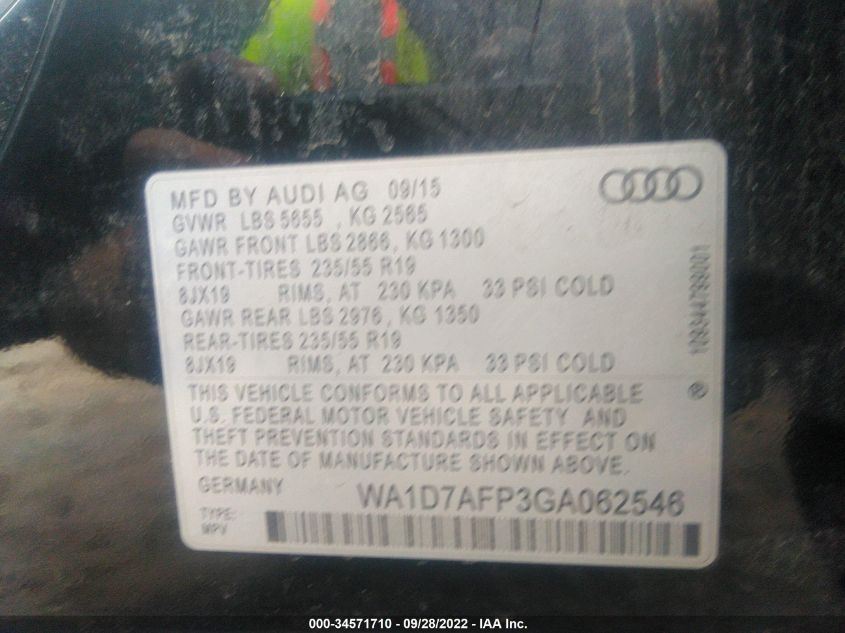 MFD BY AUDI AG 09/15
GVWR LBS 5655 , KG 2565
GAWR FRONT LBS 2866, KG 1300
FRONT-TIRES 235/55 R19
8JX19 RIMS, AT 230 KPA 33 PSI COLD
GAWR REAR LBS 2976, KG 1350
REAR-TIRES 235/55 R19
8JX19 RIMS, AT 230 KPA 33 PSI COLD
THIS VEHICLE CONFORMS TO ALL APPLICABLE
U.S. FEDERAL MOTOR VEHICLE SAFETY AND
THEFT PREVENTION STANDARDS IN EFFECT ON
THE DATE OF MANUFACTURE SHOWN ABOVE.
GERMANY WA1D7AFP3GA062546
TYPE:
MPV
000-34571710 - 09/28/2022 - IAA Inc.